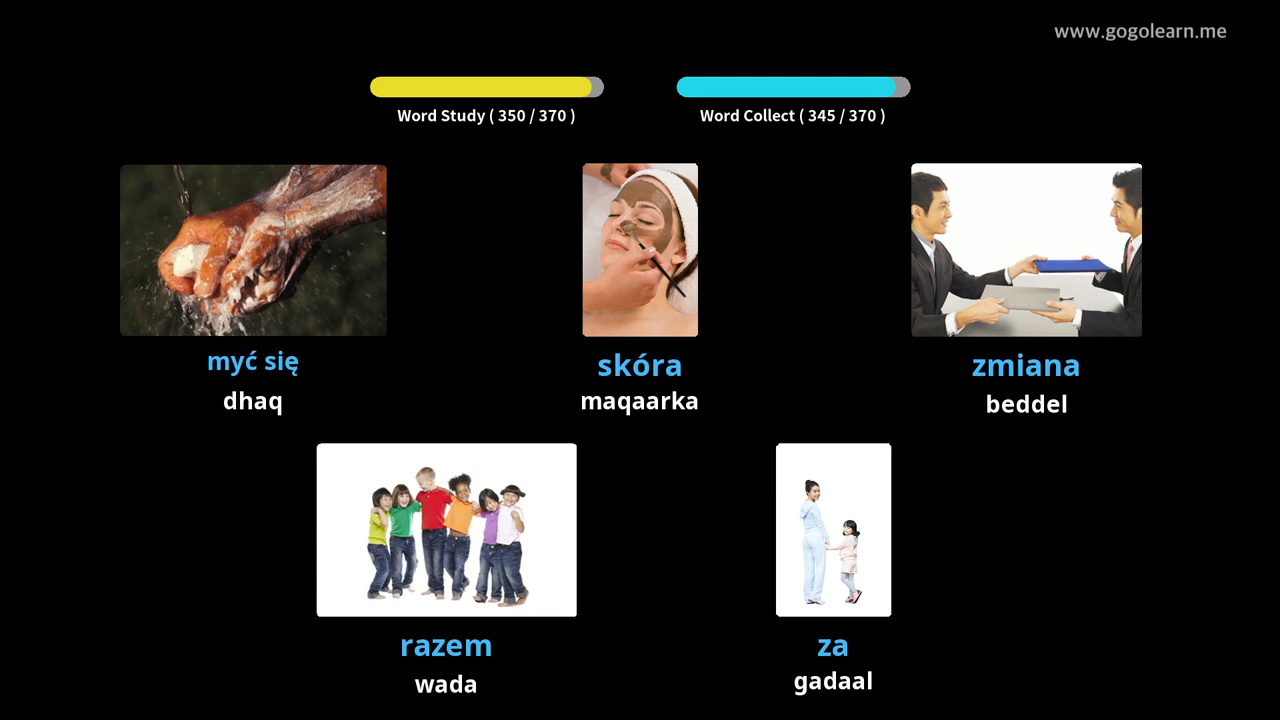 www.gogolearn.me
Word Study ( 350 / 370 )
Word Collect ( 345 / 370 )
myć się
dhaq
skóra
maqaarka
zmiana
beddel
razem
wada
za
gadaal